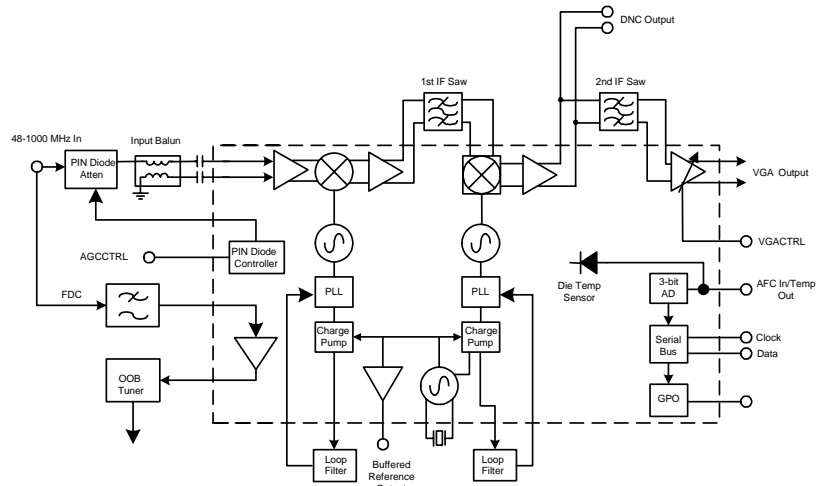 DNC Output
1st IF Saw
2nd IF Saw
48-1000 MHz In
Input Balun
PIN Diode
Atten
VGA Output
AGCCTRL
PIN Diode
Controller
VGACTRL
FDC
PLL
PLL
Die Temp
Sensor
3-bit
AD
AFC In/Temp
Out
Charge
Pump
Charge
Pump
Serial
Bus
Clock
Data
OOB
Tuner
GPO
Loop
Filter
Buffered
Reference
Loop
Filter